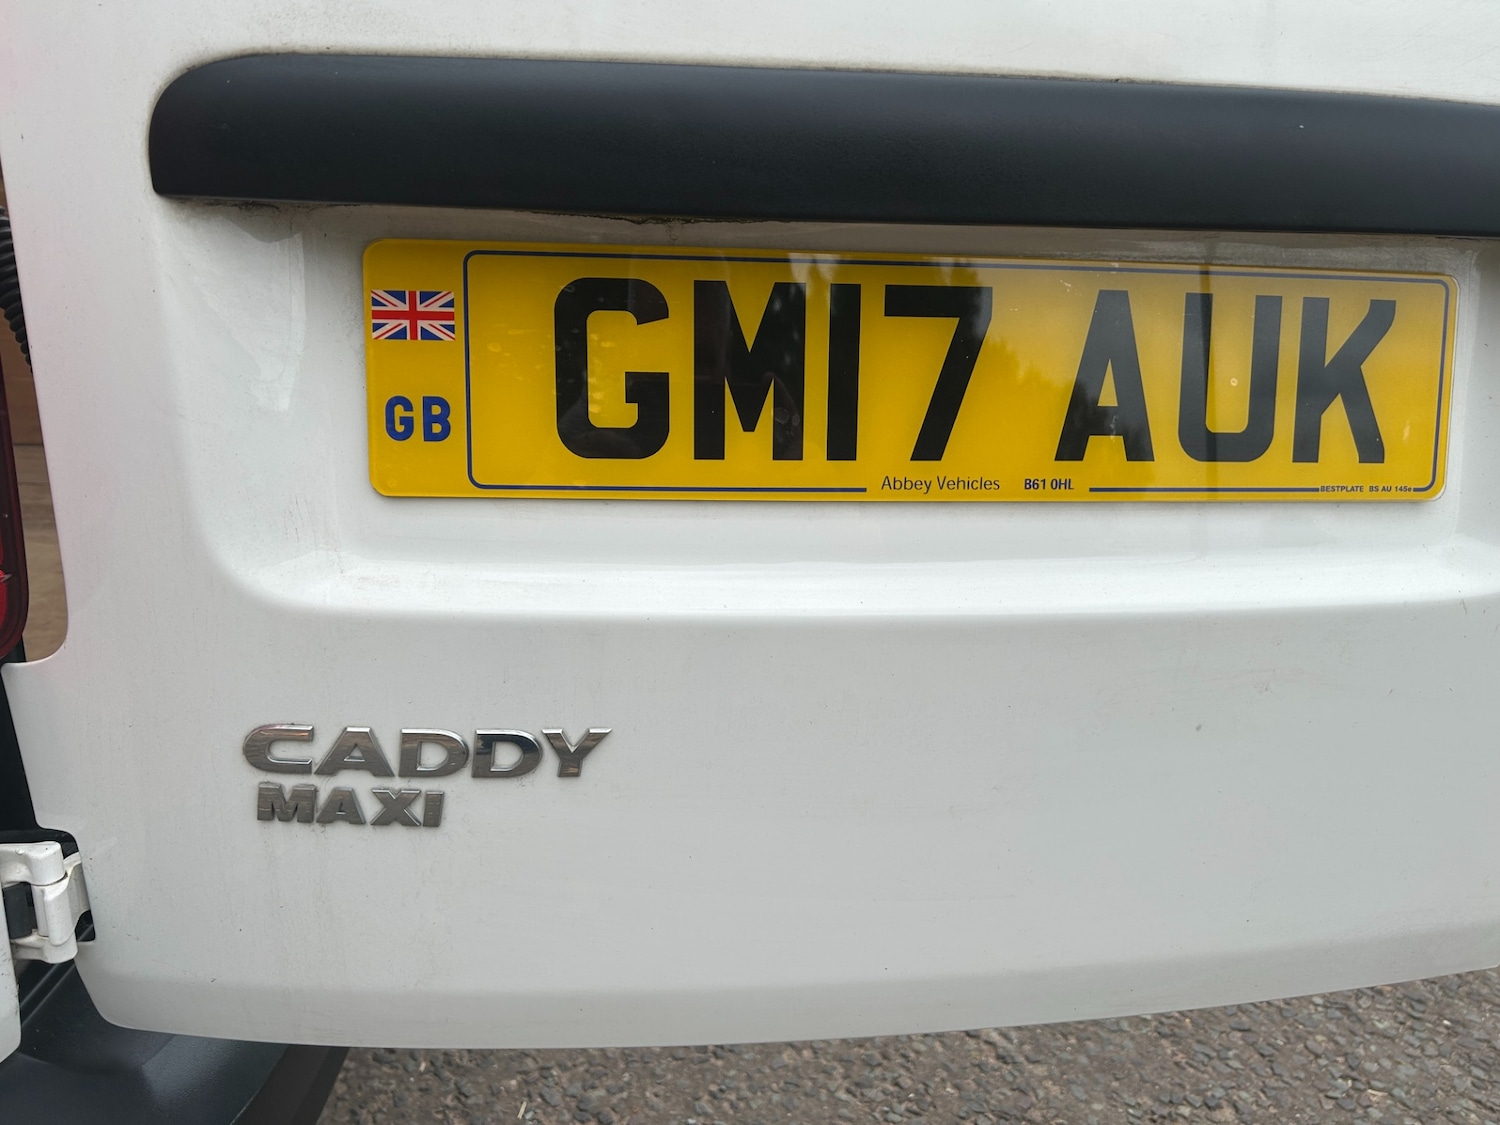 GM17 AUK
GB
Abbey Vehicles B61 0HL
BESTPLATE BS AU 145e
CADDY
MAXI